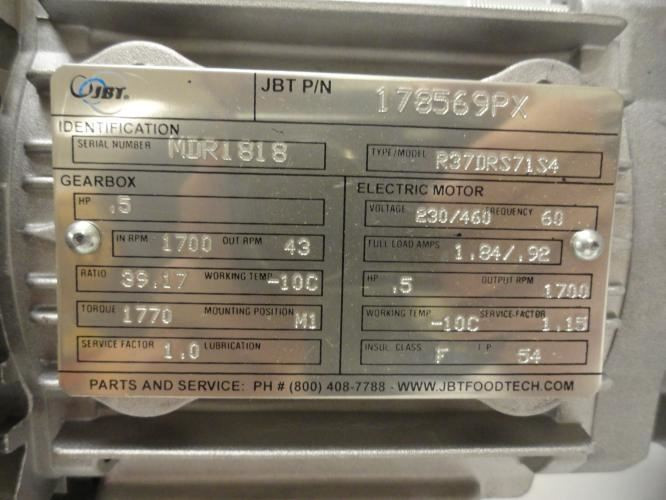 JBT® JBT P/N 178569PX
IDENTIFICATION
SERIAL NUMBER MDR1818 TYPE/MODEL R37DRS71S4
GEARBOX ELECTRIC MOTOR
HP .5 VOLTAGE 230/460 FREQUENCY 60
IN RPM 1700 OUT RPM 43 FULL LOAD AMPS 1.84/.92
RATIO 39.17 WORKING TEMP -10C HP .5 OUTPUT RPM 1700
TORQUE 1770 MOUNTING POSITION M1 WORKING TEMP -10C SERVICE-FACTOR 1.15
SERVICE FACTOR 1.0 LUBRICATION INSUL CLASS F I.P. 54
PARTS AND SERVICE: PH # (800) 408-7788 - WWW.JBTFOODTECH.COM